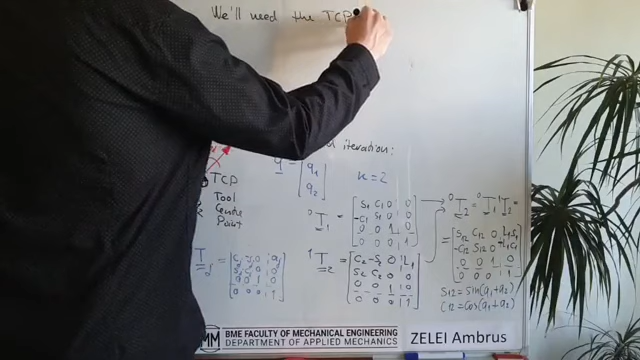 We'll need the TCP
iteration:
q = [q1
q2]
n = 2
TCP
Tool
Centre
Point
0T1 = [s1 c1 0 0
-c1 s1 0 0
0 0 1 0
0 0 0 1]
0T2 = 0T1 1T2 =
= [s12 c12 0 L1s1
-c12 s12 0 -L1c1
0 0 1 0
0 0 0 1]
1T2 = [c2 -s2 0 L1
s2 c2 0 0
0 0 1 0
0 0 0 1]
s12 = sin(q1+q2)
c12 = cos(q1+q2)
MM
BME FACULTY OF MECHANICAL ENGINEERING
DEPARTMENT OF APPLIED MECHANICS
ZELEI Ambrus